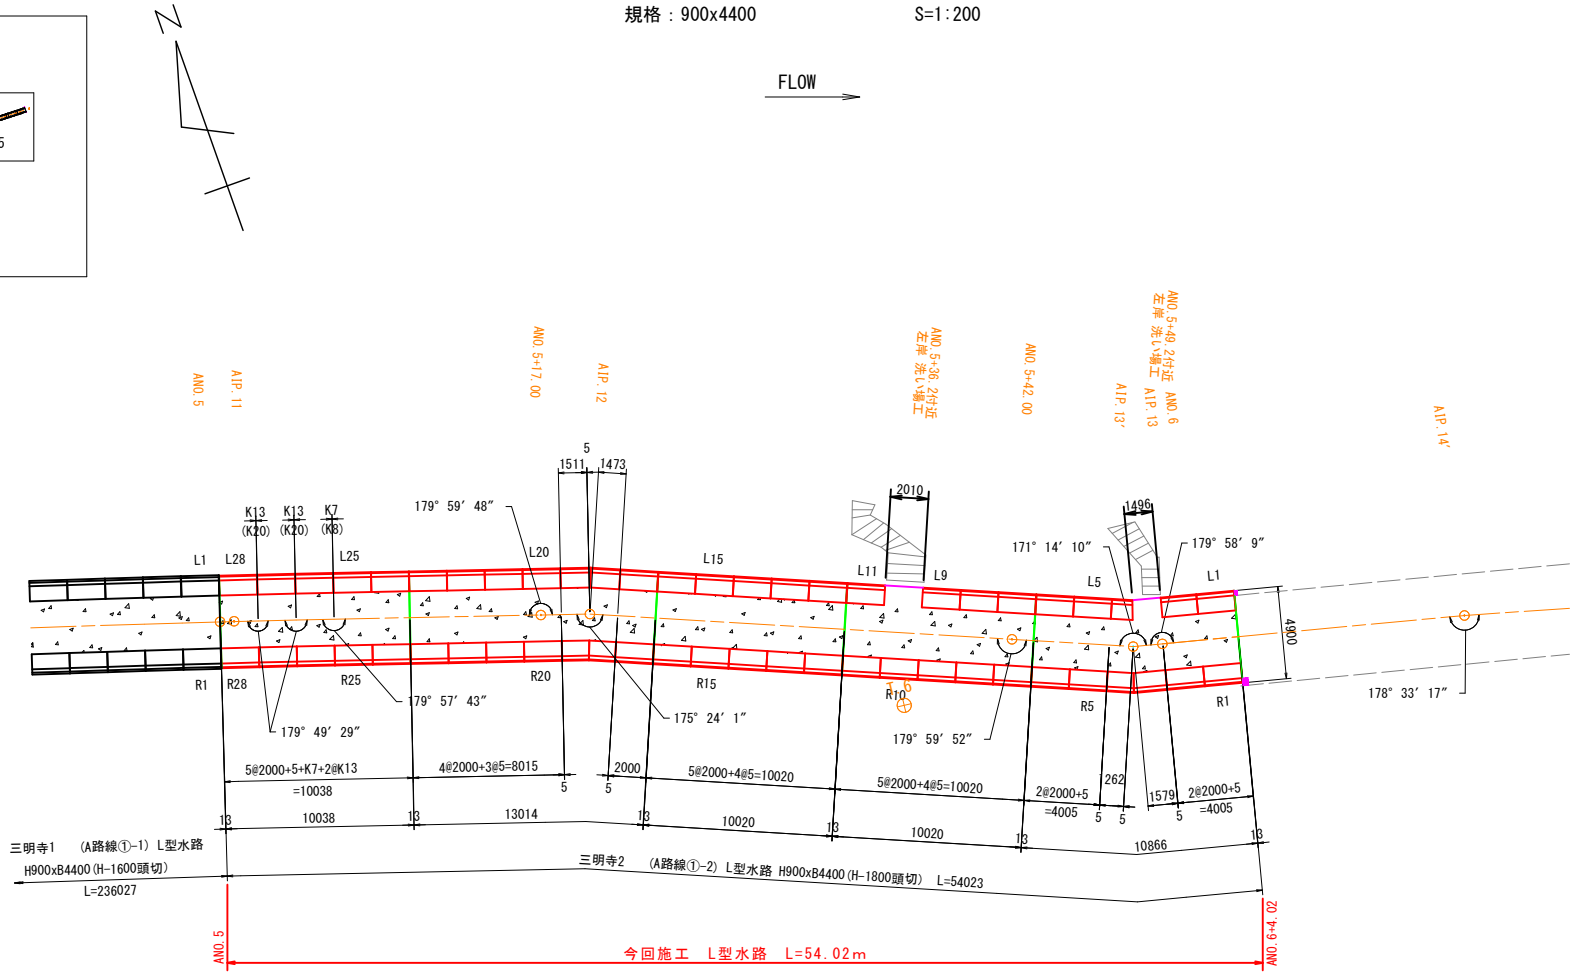 規格：900x4400
S=1:200
N
FLOW
5
ANO.5
AIP.11
ANO.5+17.00
AIP.12
ANO.5+36.2付近
左岸 洗い場工
ANO.5+42.00
AIP.13′
ANO.5+49.2付近 ANO.6
左岸 洗い場工 AIP.13
AIP.14′
5
1511
1473
2010
1496
K13
(K20)
K13
(K20)
K7
(K8)
179° 59′ 48″
171° 14′ 10″
179° 58′ 9″
L1
L28
L25
L20
L15
L11
L9
L5
L1
4900
R1
R28
R25
R20
R15
R10
T.6
R5
R1
179° 57′ 43″
179° 49′ 29″
175° 24′ 1″
179° 59′ 52″
178° 33′ 17″
5@2000+5+K7+2@K13
=10038
4@2000+3@5=8015
5
5
2000
5@2000+4@5=10020
5@2000+4@5=10020
2@2000+5
=4005
5
1262
5
1579
5
2@2000+5
=4005
13
10038
13
13014
13
10020
13
10020
13
10866
13
三明寺1 (A路線①-1) L型水路
H900xB4400(H-1600頭切)
L=236027
三明寺2 (A路線①-2) L型水路 H900xB4400(H-1800頭切) L=54023
ANO.5
今回施工 L型水路 L=54.02m
ANO.6+4.02